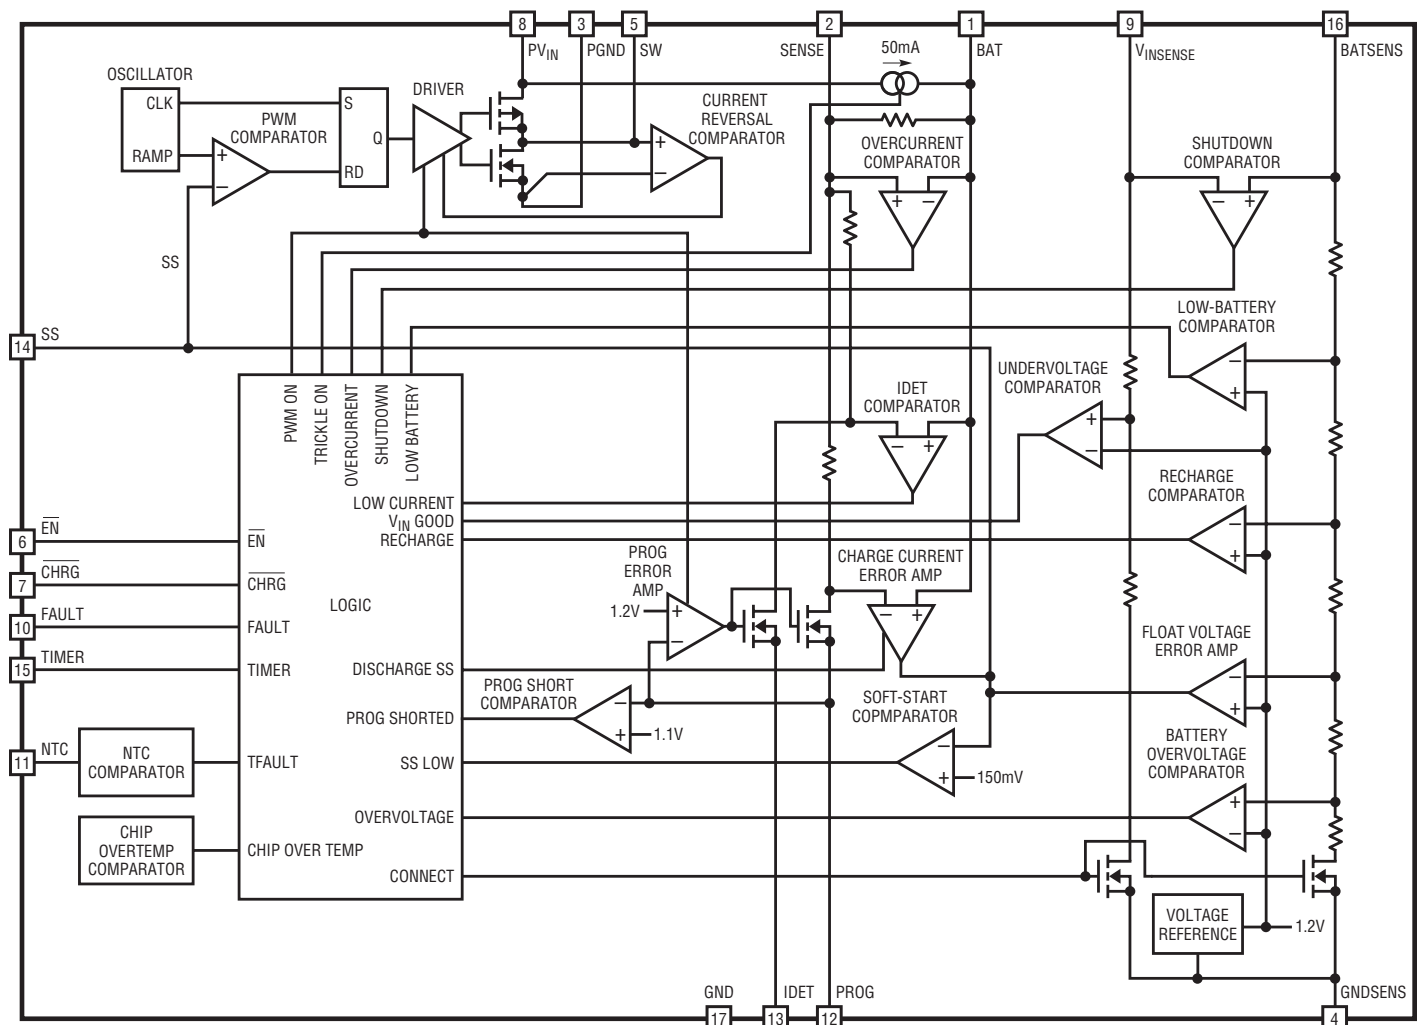 8
3
5
2
1
9
16
PVIN
PGND
SW
SENSE
50mA
BAT
VINSENSE
BATSENS
OSCILLATOR
CLK
RAMP
PWM
COMPARATOR
+
−
S
Q
RD
DRIVER
CURRENT
REVERSAL
COMPARATOR
+
−
OVERCURRENT
COMPARATOR
+ −
SHUTDOWN
COMPARATOR
− +
SS
14
SS
LOW-BATTERY
COMPARATOR
−
+
UNDERVOLTAGE
COMPARATOR
+
−
IDET
COMPARATOR
− +
PWM ON
TRICKLE ON
OVERCURRENT
SHUTDOWN
LOW BATTERY
LOW CURRENT
VIN GOOD
RECHARGE
RECHARGE
COMPARATOR
−
+
6
EN
EN
7
CHRG
CHRG
LOGIC
10
FAULT
FAULT
15
TIMER
TIMER
PROG
ERROR
AMP
1.2V
+
−
CHARGE CURRENT
ERROR AMP
− +
FLOAT VOLTAGE
ERROR AMP
−
+
DISCHARGE SS
PROG SHORT
COMPARATOR
−
+
1.1V
PROG SHORTED
SOFT-START
COPMPARATOR
−
+
150mV
SS LOW
BATTERY
OVERVOLTAGE
COMPARATOR
+
−
11
NTC
NTC
COMPARATOR
TFAULT
OVERVOLTAGE
CHIP
OVERTEMP
COMPARATOR
CHIP OVER TEMP
CONNECT
VOLTAGE
REFERENCE
1.2V
GND
IDET
PROG
GNDSENS
17
13
12
4